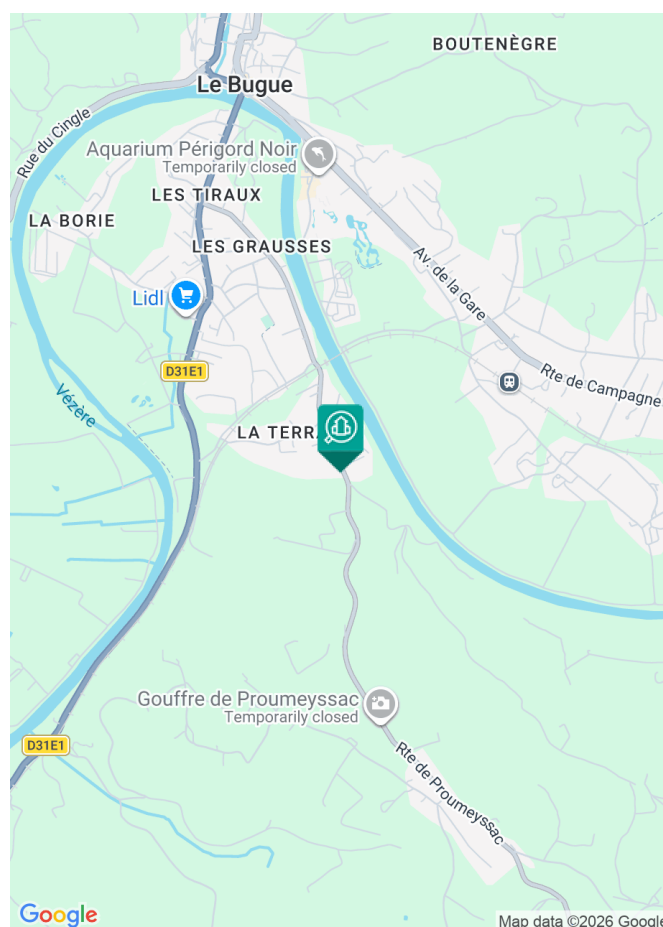 BOUTENÈGRE
Le Bugue
Rue du Cingle
Aquarium Périgord Noir
Temporarily closed
LES TIRAUX
LA BORIE
LES GRAUSSES
Av. de la Gare
Lidl
D31E1
Rte de Campagne
Vézère
LA TERRA
Gouffre de Proumeyssac
Temporarily closed
D31E1
Rte de Proumeyssac
Google
Map data ©2026 Google